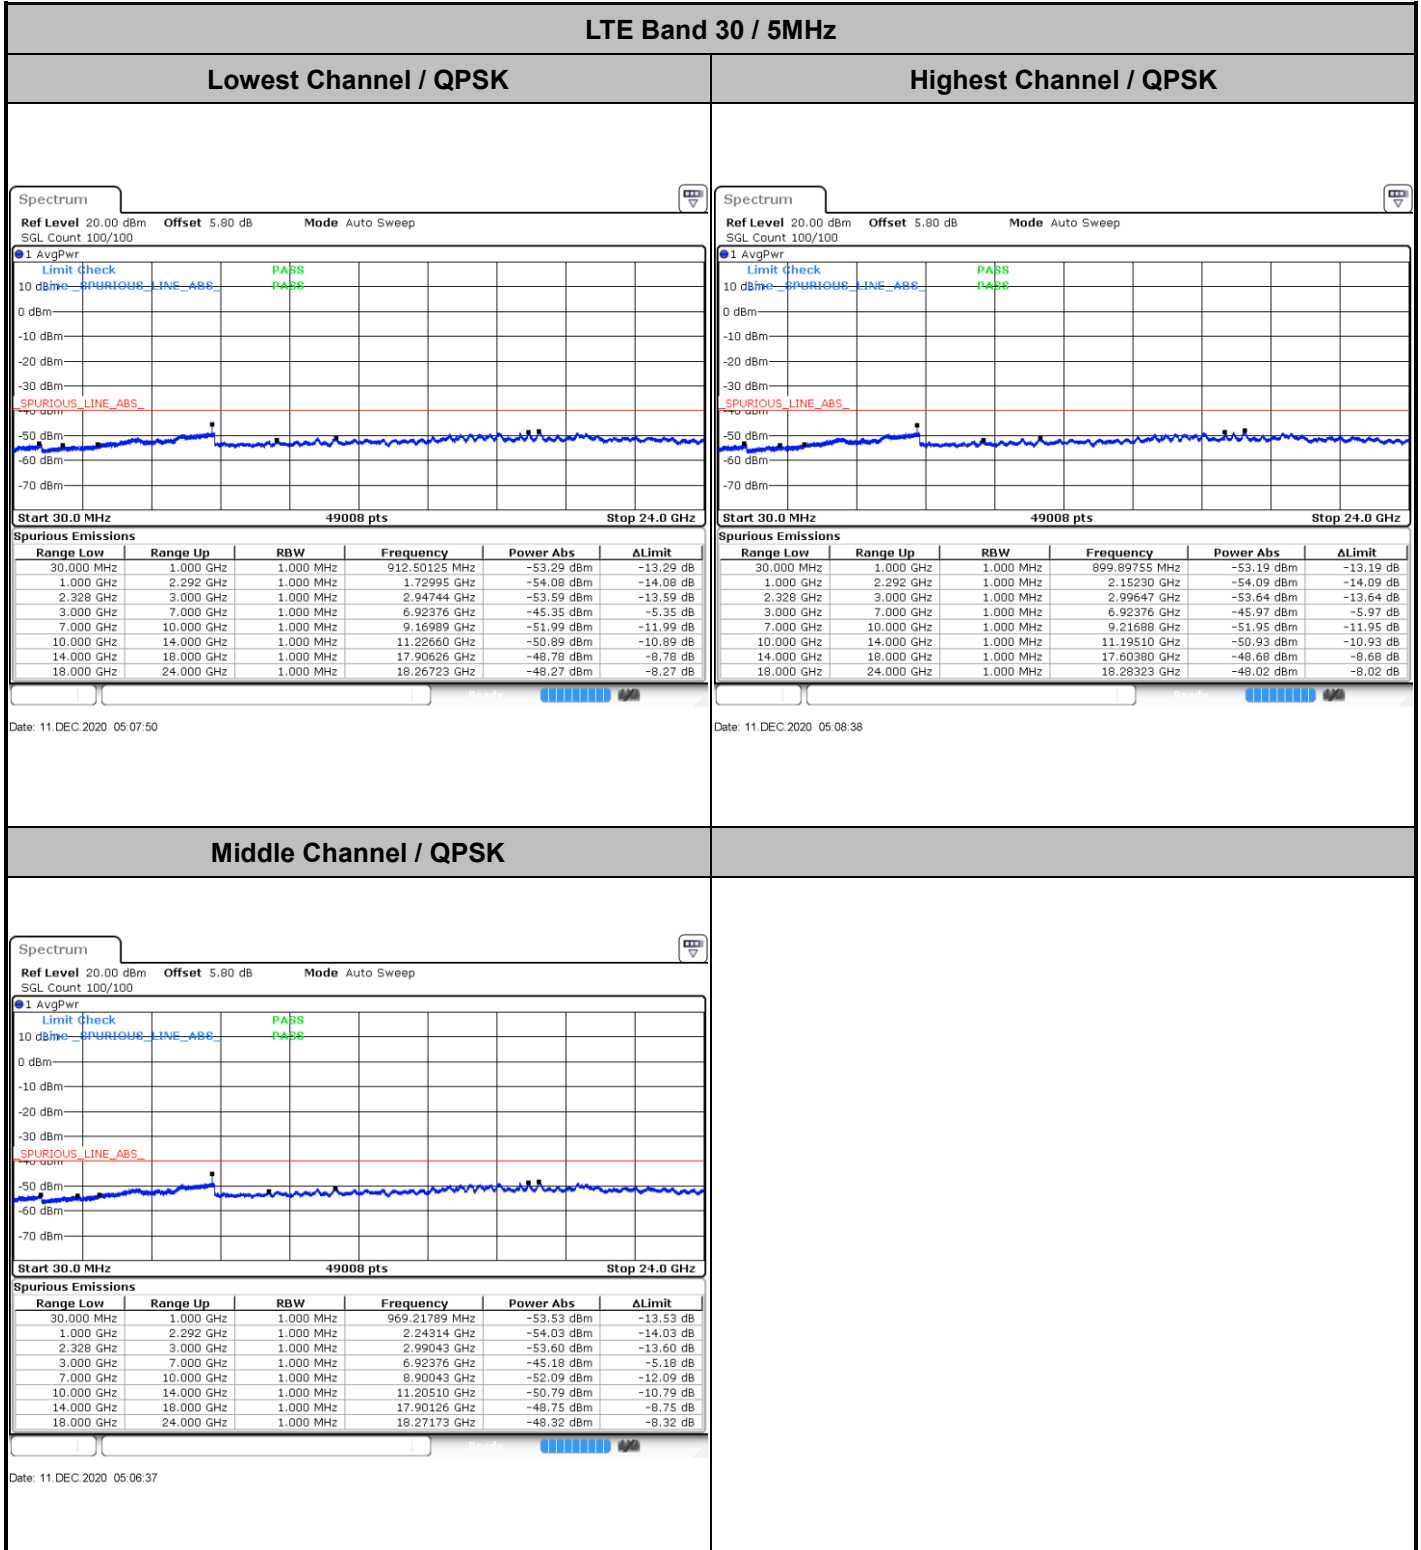 LTE Band 30 / 5MHz
Lowest Channel / QPSK
Highest Channel / QPSK
Spectrum
Ref Level 20.00 dBm Offset 5.80 dB Mode Auto Sweep
SGL Count 100/100
1 AvgPwr
Limit Check PASS
10 dBm Line _SPURIOUS_LINE_ABS_ PASS
0 dBm
-10 dBm
-20 dBm
-30 dBm
_SPURIOUS_LINE_ABS_
-40 dBm
-50 dBm
-60 dBm
-70 dBm
Start 30.0 MHz 49008 pts Stop 24.0 GHz
Spurious Emissions
Range Low Range Up RBW Frequency Power Abs ΔLimit
30.000 MHz 1.000 GHz 1.000 MHz 912.50125 MHz -53.29 dBm -13.29 dB
1.000 GHz 2.292 GHz 1.000 MHz 1.72995 GHz -54.08 dBm -14.08 dB
2.328 GHz 3.000 GHz 1.000 MHz 2.94744 GHz -53.59 dBm -13.59 dB
3.000 GHz 7.000 GHz 1.000 MHz 6.92376 GHz -45.35 dBm -5.35 dB
7.000 GHz 10.000 GHz 1.000 MHz 9.16989 GHz -51.99 dBm -11.99 dB
10.000 GHz 14.000 GHz 1.000 MHz 11.22660 GHz -50.89 dBm -10.89 dB
14.000 GHz 18.000 GHz 1.000 MHz 17.90626 GHz -48.78 dBm -8.78 dB
18.000 GHz 24.000 GHz 1.000 MHz 18.26723 GHz -48.27 dBm -8.27 dB
Ready
Date: 11.DEC.2020 05:07:50
Spectrum
Ref Level 20.00 dBm Offset 5.80 dB Mode Auto Sweep
SGL Count 100/100
1 AvgPwr
Limit Check PASS
10 dBm Line _SPURIOUS_LINE_ABS_ PASS
0 dBm
-10 dBm
-20 dBm
-30 dBm
_SPURIOUS_LINE_ABS_
-40 dBm
-50 dBm
-60 dBm
-70 dBm
Start 30.0 MHz 49008 pts Stop 24.0 GHz
Spurious Emissions
Range Low Range Up RBW Frequency Power Abs ΔLimit
30.000 MHz 1.000 GHz 1.000 MHz 899.89755 MHz -53.19 dBm -13.19 dB
1.000 GHz 2.292 GHz 1.000 MHz 2.15230 GHz -54.09 dBm -14.09 dB
2.328 GHz 3.000 GHz 1.000 MHz 2.99647 GHz -53.64 dBm -13.64 dB
3.000 GHz 7.000 GHz 1.000 MHz 6.92376 GHz -45.97 dBm -5.97 dB
7.000 GHz 10.000 GHz 1.000 MHz 9.21688 GHz -51.95 dBm -11.95 dB
10.000 GHz 14.000 GHz 1.000 MHz 11.19510 GHz -50.93 dBm -10.93 dB
14.000 GHz 18.000 GHz 1.000 MHz 17.60380 GHz -48.68 dBm -8.68 dB
18.000 GHz 24.000 GHz 1.000 MHz 18.28323 GHz -48.02 dBm -8.02 dB
Ready
Date: 11.DEC.2020 05:08:38
Middle Channel / QPSK
Spectrum
Ref Level 20.00 dBm Offset 5.80 dB Mode Auto Sweep
SGL Count 100/100
1 AvgPwr
Limit Check PASS
10 dBm Line _SPURIOUS_LINE_ABS_ PASS
0 dBm
-10 dBm
-20 dBm
-30 dBm
_SPURIOUS_LINE_ABS_
-40 dBm
-50 dBm
-60 dBm
-70 dBm
Start 30.0 MHz 49008 pts Stop 24.0 GHz
Spurious Emissions
Range Low Range Up RBW Frequency Power Abs ΔLimit
30.000 MHz 1.000 GHz 1.000 MHz 969.21789 MHz -53.53 dBm -13.53 dB
1.000 GHz 2.292 GHz 1.000 MHz 2.24314 GHz -54.03 dBm -14.03 dB
2.328 GHz 3.000 GHz 1.000 MHz 2.99043 GHz -53.60 dBm -13.60 dB
3.000 GHz 7.000 GHz 1.000 MHz 6.92376 GHz -45.18 dBm -5.18 dB
7.000 GHz 10.000 GHz 1.000 MHz 8.90043 GHz -52.09 dBm -12.09 dB
10.000 GHz 14.000 GHz 1.000 MHz 11.20510 GHz -50.79 dBm -10.79 dB
14.000 GHz 18.000 GHz 1.000 MHz 17.90126 GHz -48.75 dBm -8.75 dB
18.000 GHz 24.000 GHz 1.000 MHz 18.27173 GHz -48.32 dBm -8.32 dB
Ready
Date: 11.DEC.2020 05:06:37